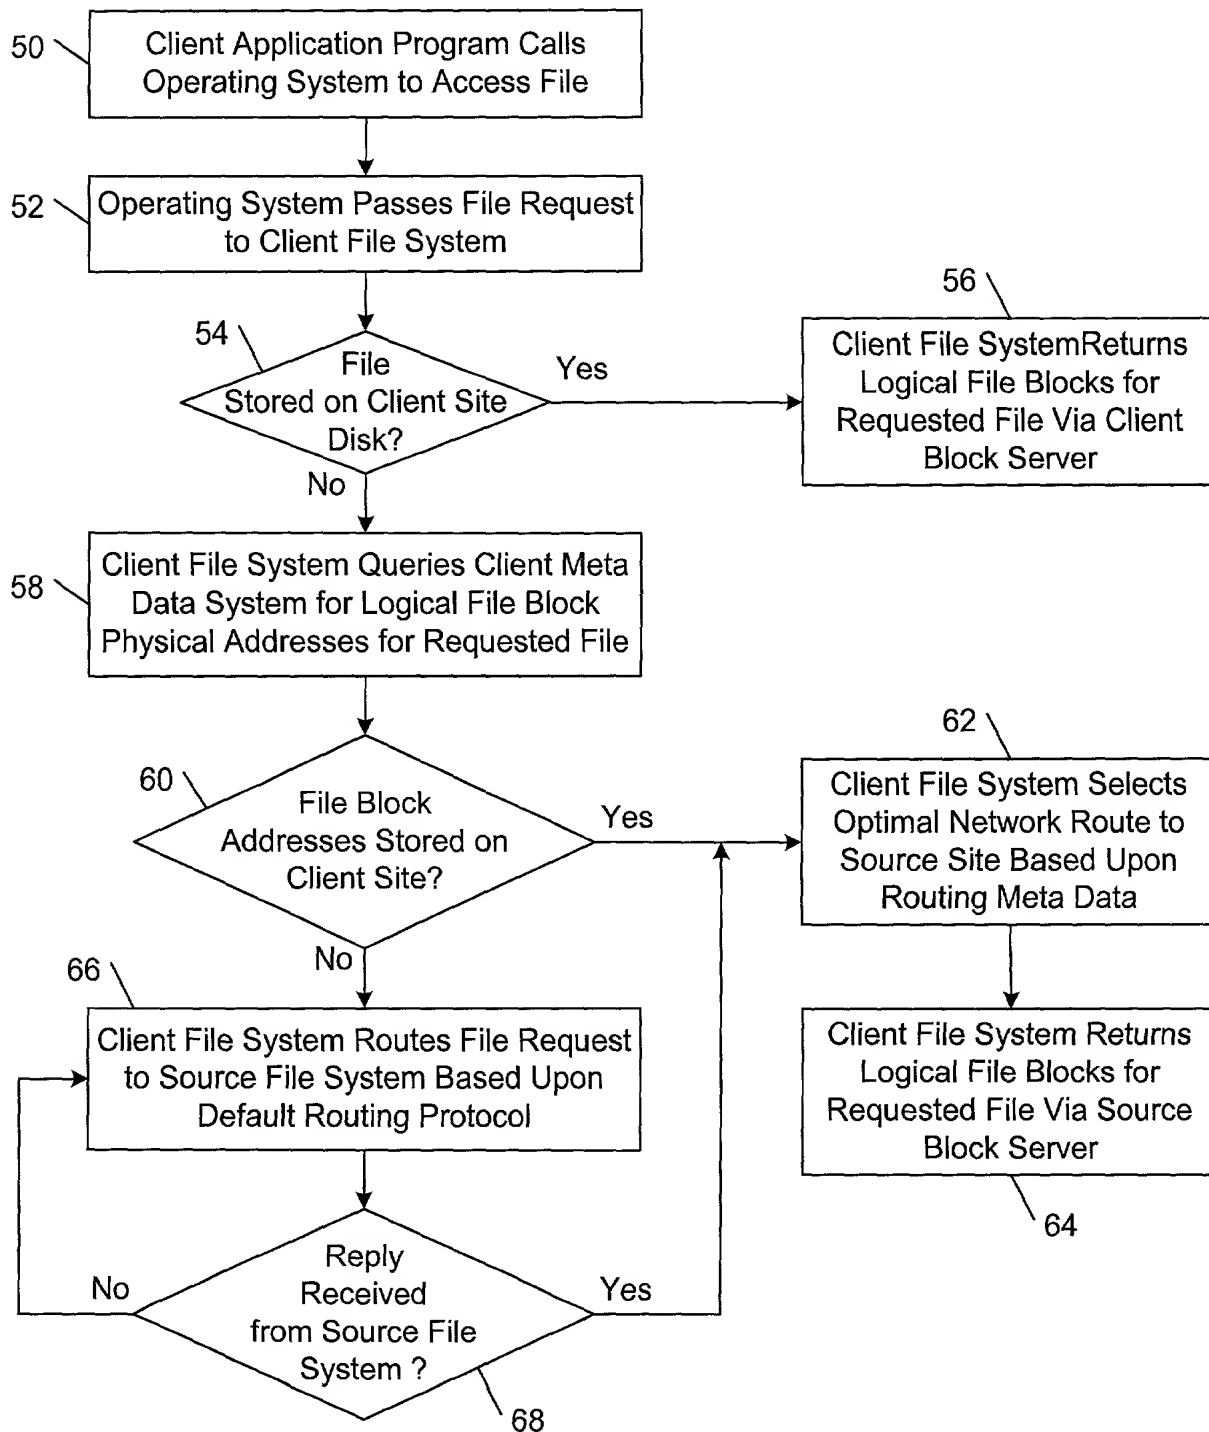 50
Client Application Program Calls
Operating System to Access File
52
Operating System Passes File Request
to Client File System
54
File
Stored on Client Site
Disk?
Yes
No
56
Client File SystemReturns
Logical File Blocks for
Requested File Via Client
Block Server
58
Client File System Queries Client Meta
Data System for Logical File Block
Physical Addresses for Requested File
60
File Block
Addresses Stored on
Client Site?
Yes
No
62
Client File System Selects
Optimal Network Route to
Source Site Based Upon
Routing Meta Data
66
Client File System Routes File Request
to Source File System Based Upon
Default Routing Protocol
Client File System Returns
Logical File Blocks for
Requested File Via Source
Block Server
64
No
Reply
Received
from Source File
System ?
Yes
68